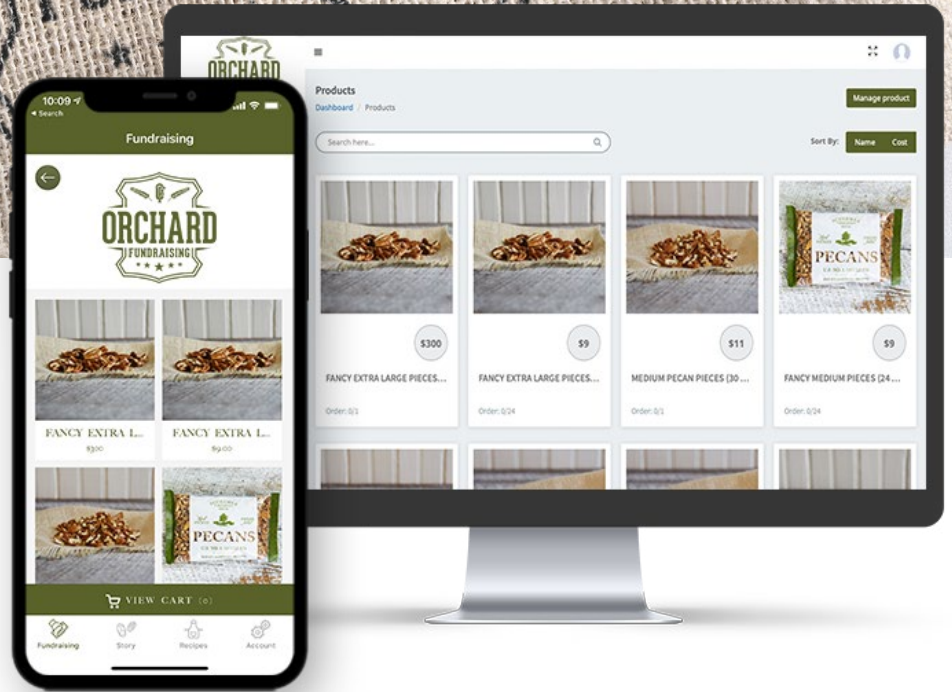 10:09
Search
Fundraising
ORCHARD
FUNDRAISING
FANCY EXTRA L...
$300
FANCY EXTRA L...
$9.00
PECANS
VIEW CART (0)
Fundraising
Story
Recipes
Account
ORCHARD
Products
Dashboard / Products
Manage product
Search here...
Sort By: Name Cost
$300
FANCY EXTRA LARGE PIECES...
Order: 0/1
$9
FANCY EXTRA LARGE PIECES...
Order: 0/24
$11
MEDIUM PECAN PIECES (30 ...
Order: 0/1
PECANS
$9
FANCY MEDIUM PIECES (24 ...
Order: 0/24